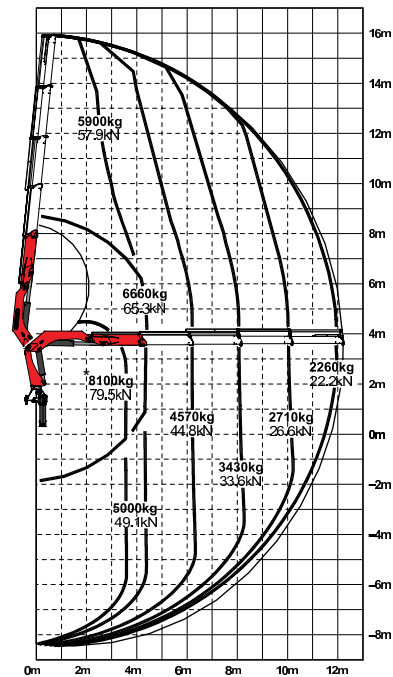 16m
14m
5900kg
57.9kN
12m
10m
8m
6660kg
65.3kN
6m
4m
2260kg
22.2kN
*8100kg
79.5kN
2m
4570kg
44.8kN
2710kg
26.6kN
0m
3430kg
33.6kN
-2m
5000kg
49.1kN
-4m
-6m
-8m
0m 2m 4m 6m 8m 10m 12m